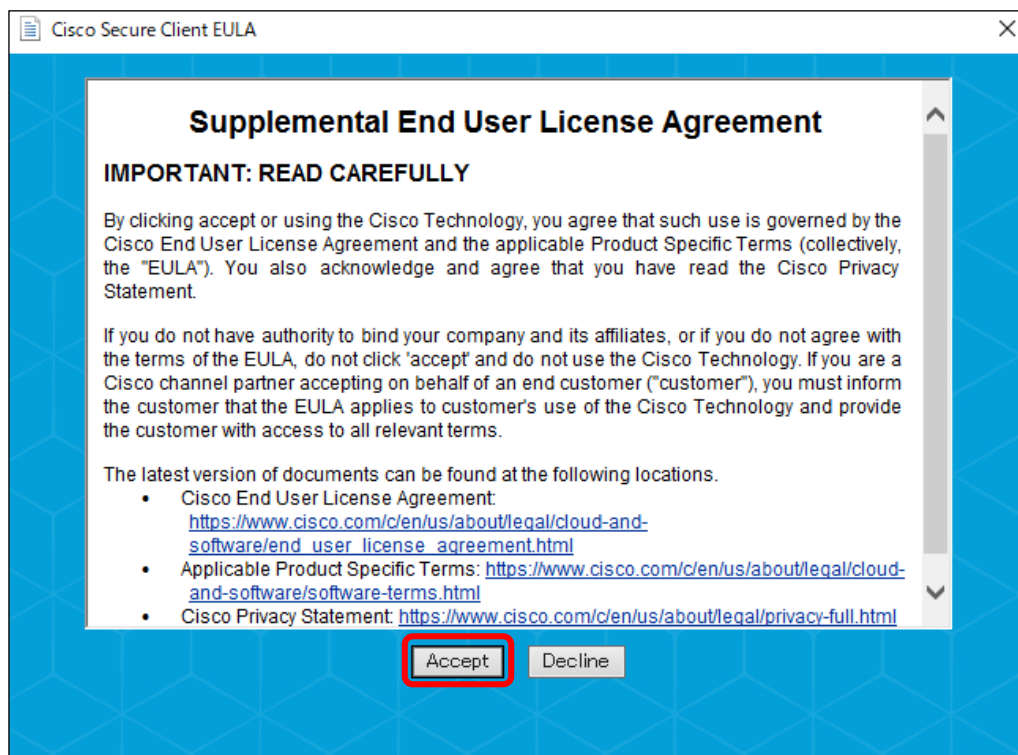 Cisco Secure Client EULA
Supplemental End User License Agreement
IMPORTANT: READ CAREFULLY
By clicking accept or using the Cisco Technology, you agree that such use is governed by the
Cisco End User License Agreement and the applicable Product Specific Terms (collectively,
the "EULA"). You also acknowledge and agree that you have read the Cisco Privacy
Statement.
If you do not have authority to bind your company and its affiliates, or if you do not agree with
the terms of the EULA, do not click 'accept' and do not use the Cisco Technology. If you are a
Cisco channel partner accepting on behalf of an end customer ("customer"), you must inform
the customer that the EULA applies to customer's use of the Cisco Technology and provide
the customer with access to all relevant terms.
The latest version of documents can be found at the following locations.
• Cisco End User License Agreement:
https://www.cisco.com/c/en/us/about/legal/cloud-and-
software/end_user_license_agreement.html
• Applicable Product Specific Terms: https://www.cisco.com/c/en/us/about/legal/cloud-
and-software/software-terms.html
• Cisco Privacy Statement: https://www.cisco.com/c/en/us/about/legal/privacy-full.html
Accept Decline